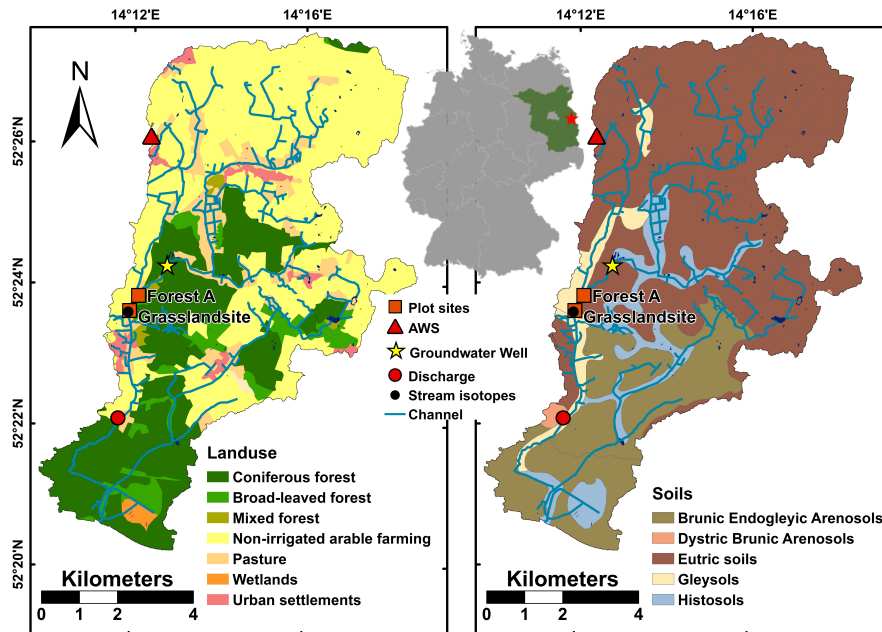 14°12'E
14°16'E
14°12'E
14°16'E
N
52°26'N
52°24'N
52°22'N
52°20'N
Forest A
Grasslandsite
Forest A
Grasslandsite
Plot sites
AWS
Groundwater Well
Discharge
Stream isotopes
Channel
Landuse
Coniferous forest
Broad-leaved forest
Mixed forest
Non-irrigated arable farming
Pasture
Wetlands
Urban settlements
Soils
Brunic Endogleyic Arenosols
Dystric Brunic Arenosols
Eutric soils
Gleysols
Histosols
Kilometers
0 1 2 4
Kilometers
0 1 2 4